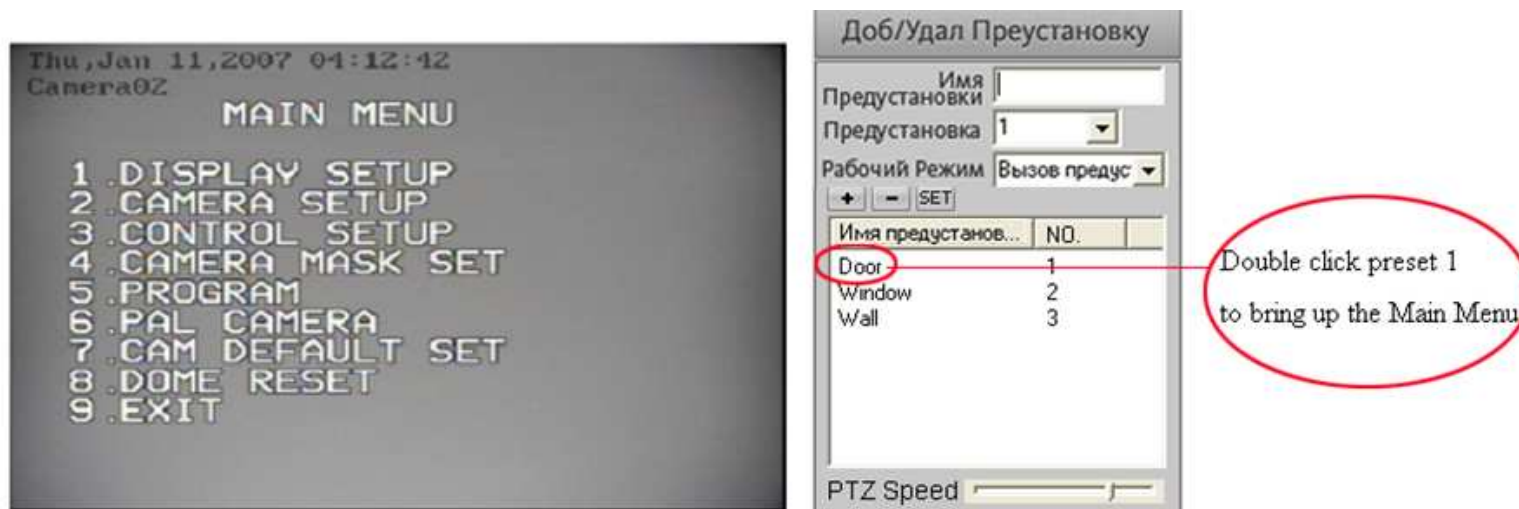 Thu,Jan 11,2007 04:12:42
Camera02
MAIN MENU
1.DISPLAY SETUP
2.CAMERA SETUP
3.CONTROL SETUP
4.CAMERA MASK SET
5.PROGRAM
6.PAL CAMERA
7.CAM DEFAULT SET
8.DOME RESET
9.EXIT
Доб/Удал Преустановку
Имя
Предустановки
Предустановка 1
Рабочий Режим Вызов предус
+ - SET
Имя предустанов... NO.
Door 1
Window 2
Wall 3
PTZ Speed
Double click preset 1
to bring up the Main Menu